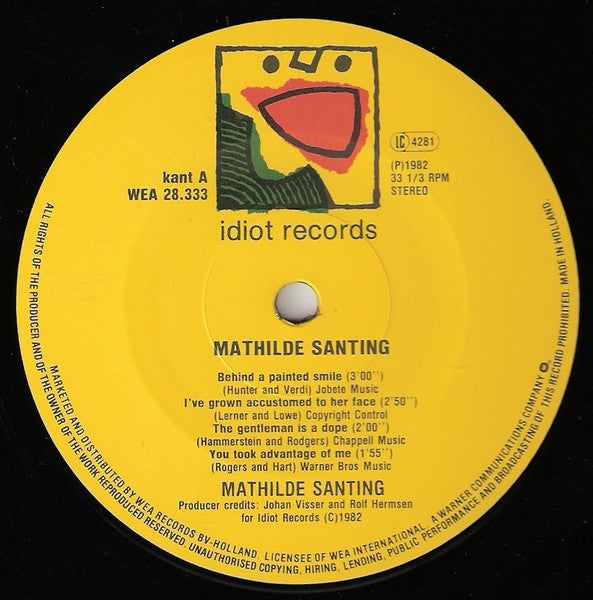 kant A
WEA 28.333
LC 4281
(P)1982
33 1/3 RPM
STEREO
idiot records
MATHILDE SANTING
Behind a painted smile (3'00'')
(Hunter and Verdi) Jobete Music
I've grown accustomed to her face (2'50'')
(Lerner and Lowe) Copyright Control
The gentleman is a dope (2'00'')
(Hammerstein and Rodgers) Chappell Music
You took advantage of me (1'55'')
(Rogers and Hart) Warner Bros Music
MATHILDE SANTING
Producer credits: Johan Visser and Rolf Hermsen
for Idiot Records (C)1982
ALL RIGHTS OF THE PRODUCER AND OF THE OWNER OF THE WORK REPRODUCED RESERVED. UNAUTHORISED COPYING, HIRING, LENDING, PUBLIC PERFORMANCE AND BROADCASTING OF THIS RECORD PROHIBITED. MADE IN HOLLAND
MARKETED AND DISTRIBUTED BY WEA RECORDS BV-HOLLAND. LICENSEE OF WEA INTERNATIONAL. A WARNER COMMUNICATIONS COMPANY